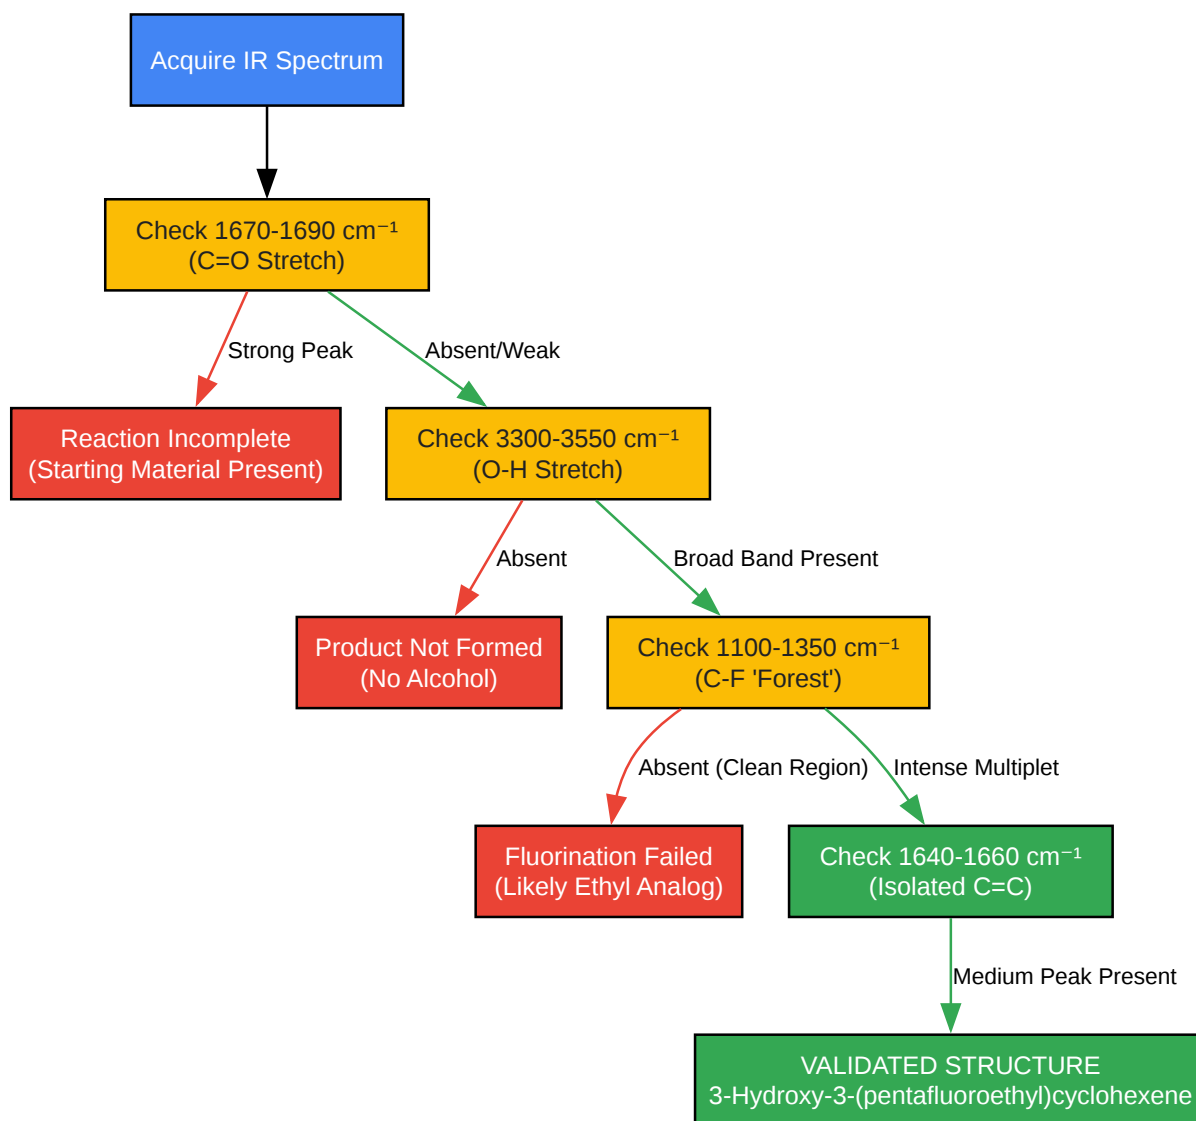 Acquire IR Spectrum
Check 1670-1690 cm⁻¹
(C=O Stretch)
Strong Peak
Absent/Weak
Reaction Incomplete
(Starting Material Present)
Check 3300-3550 cm⁻¹
(O-H Stretch)
Absent
Broad Band Present
Product Not Formed
(No Alcohol)
Check 1100-1350 cm⁻¹
(C-F 'Forest')
Absent (Clean Region)
Intense Multiplet
Fluorination Failed
(Likely Ethyl Analog)
Check 1640-1660 cm⁻¹
(Isolated C=C)
Medium Peak Present
VALIDATED STRUCTURE
3-Hydroxy-3-(pentafluoroethyl)cyclohexene